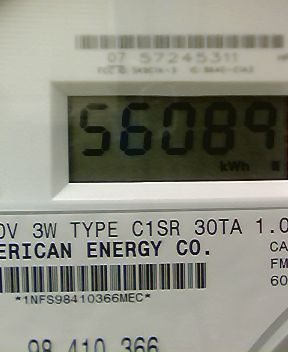 07 57245311
56089
kWh
0V 3W TYPE C1SR 30TA 1.0
ERICAN ENERGY CO.
CA
FM
60
*1NFS98410366MEC*
98 410 366